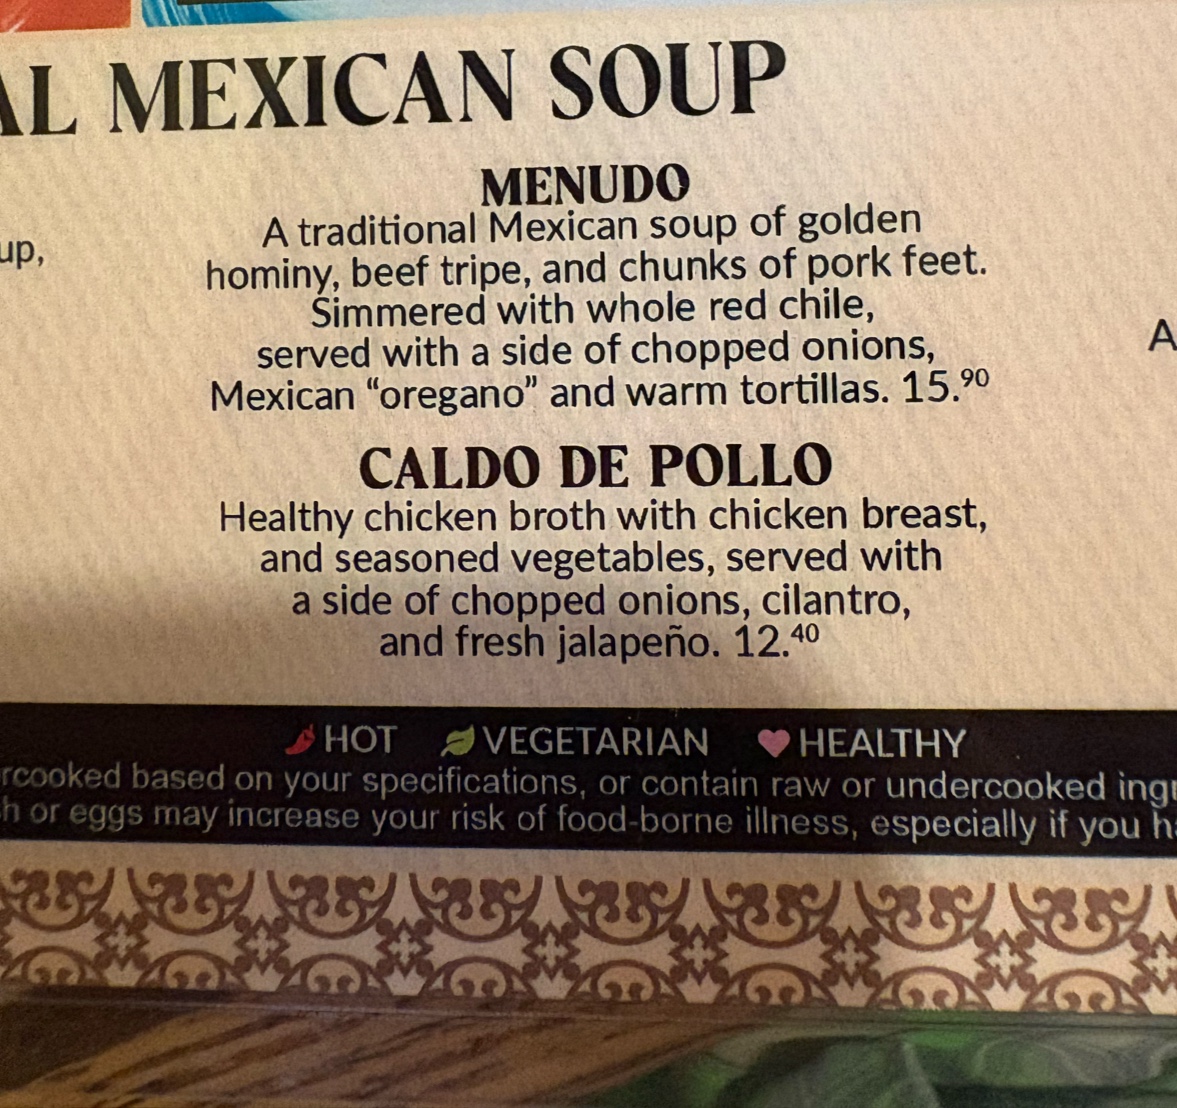 AL MEXICAN SOUP
MENUDO
A traditional Mexican soup of golden
hominy, beef tripe, and chunks of pork feet.
Simmered with whole red chile,
served with a side of chopped onions,
Mexican “oregano” and warm tortillas. 15.90
up,
A
CALDO DE POLLO
Healthy chicken broth with chicken breast,
and seasoned vegetables, served with
a side of chopped onions, cilantro,
and fresh jalapeño. 12.40
HOT VEGETARIAN HEALTHY
rcooked based on your specifications, or contain raw or undercooked ingr
h or eggs may increase your risk of food-borne illness, especially if you ha